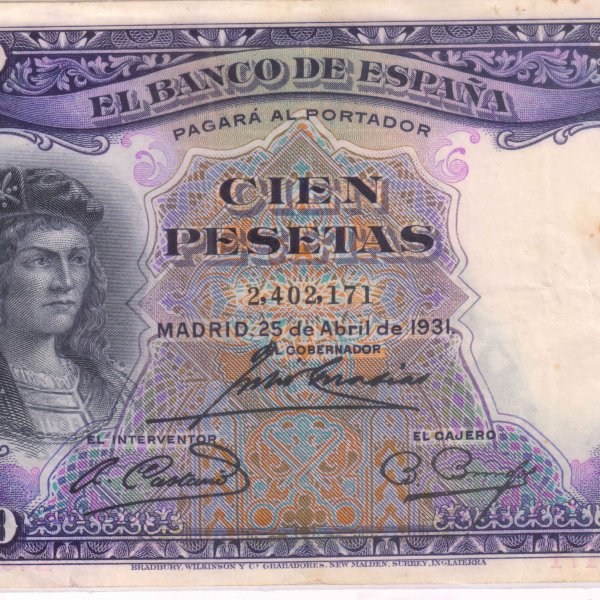 EL BANCO DE ESPAÑA
PAGARÁ AL PORTADOR
CIEN
PESETAS
2,402,171
MADRID, 25 de Abril de 1931
EL GOBERNADOR
EL INTERVENTOR
EL CAJERO
BRADBURY, WILKINSON Y Cª GRABADORES, NEW MALDEN, SURREY, INGLATERRA